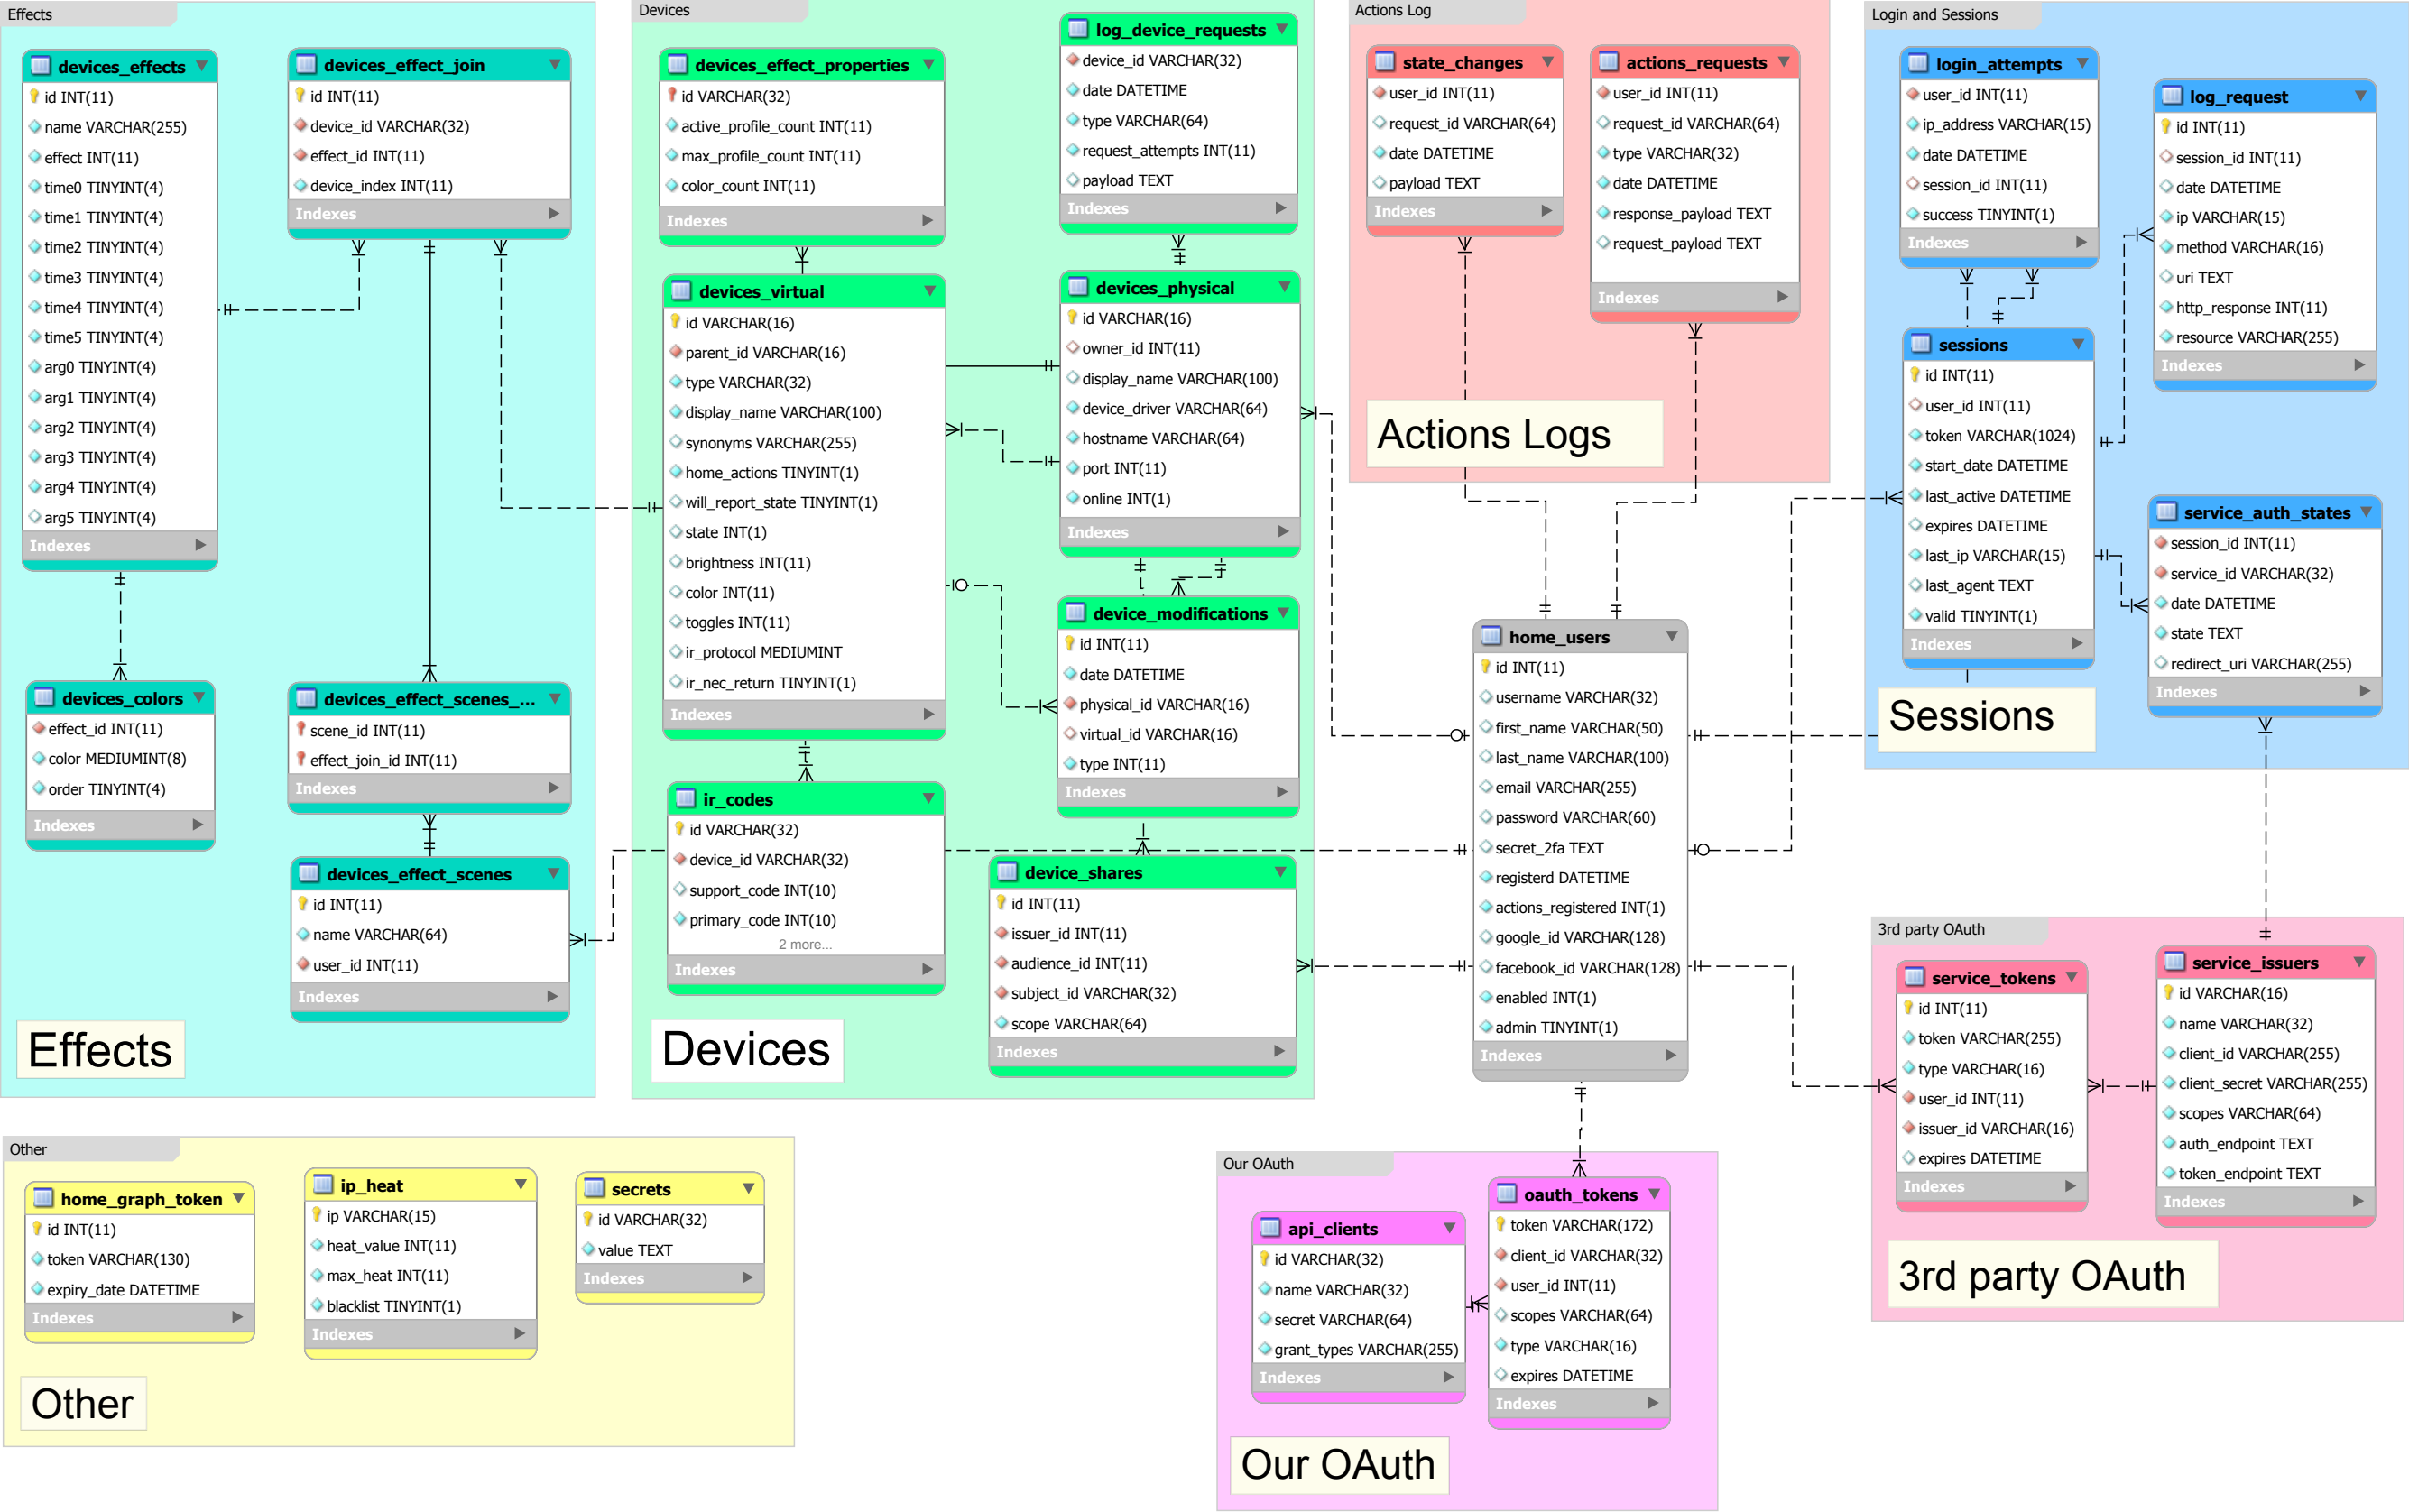 Effects
devices_effects
id INT(11)
name VARCHAR(255)
effect INT(11)
time0 TINYINT(4)
time1 TINYINT(4)
time2 TINYINT(4)
time3 TINYINT(4)
time4 TINYINT(4)
time5 TINYINT(4)
arg0 TINYINT(4)
arg1 TINYINT(4)
arg2 TINYINT(4)
arg3 TINYINT(4)
arg4 TINYINT(4)
arg5 TINYINT(4)
Indexes
devices_effect_join
id INT(11)
device_id VARCHAR(32)
effect_id INT(11)
device_index INT(11)
Indexes
devices_colors
effect_id INT(11)
color MEDIUMINT(8)
order TINYINT(4)
Indexes
devices_effect_scenes_...
scene_id INT(11)
effect_join_id INT(11)
Indexes
devices_effect_scenes
id INT(11)
name VARCHAR(64)
user_id INT(11)
Indexes
Effects
Devices
devices_effect_properties
id VARCHAR(32)
active_profile_count INT(11)
max_profile_count INT(11)
color_count INT(11)
Indexes
log_device_requests
device_id VARCHAR(32)
date DATETIME
type VARCHAR(64)
request_attempts INT(11)
payload TEXT
Indexes
devices_virtual
id VARCHAR(16)
parent_id VARCHAR(16)
type VARCHAR(32)
display_name VARCHAR(100)
synonyms VARCHAR(255)
home_actions TINYINT(1)
will_report_state TINYINT(1)
state INT(1)
brightness INT(11)
color INT(11)
toggles INT(11)
ir_protocol MEDIUMINT
ir_nec_return TINYINT(1)
Indexes
devices_physical
id VARCHAR(16)
owner_id INT(11)
display_name VARCHAR(100)
device_driver VARCHAR(64)
hostname VARCHAR(64)
port INT(11)
online INT(1)
Indexes
device_modifications
id INT(11)
date DATETIME
physical_id VARCHAR(16)
virtual_id VARCHAR(16)
type INT(11)
Indexes
ir_codes
id VARCHAR(32)
device_id VARCHAR(32)
support_code INT(10)
primary_code INT(10)
2 more...
Indexes
device_shares
id INT(11)
issuer_id INT(11)
audience_id INT(11)
subject_id VARCHAR(32)
scope VARCHAR(64)
Indexes
Devices
Actions Log
state_changes
user_id INT(11)
request_id VARCHAR(64)
date DATETIME
payload TEXT
Indexes
actions_requests
user_id INT(11)
request_id VARCHAR(64)
type VARCHAR(32)
date DATETIME
response_payload TEXT
request_payload TEXT
Indexes
Actions Logs
home_users
id INT(11)
username VARCHAR(32)
first_name VARCHAR(50)
last_name VARCHAR(100)
email VARCHAR(255)
password VARCHAR(60)
secret_2fa TEXT
registerd DATETIME
actions_registered INT(1)
google_id VARCHAR(128)
facebook_id VARCHAR(128)
enabled INT(1)
admin TINYINT(1)
Indexes
Login and Sessions
login_attempts
user_id INT(11)
ip_address VARCHAR(15)
date DATETIME
session_id INT(11)
success TINYINT(1)
Indexes
log_request
id INT(11)
session_id INT(11)
date DATETIME
ip VARCHAR(15)
method VARCHAR(16)
uri TEXT
http_response INT(11)
resource VARCHAR(255)
Indexes
sessions
id INT(11)
user_id INT(11)
token VARCHAR(1024)
start_date DATETIME
last_active DATETIME
expires DATETIME
last_ip VARCHAR(15)
last_agent TEXT
valid TINYINT(1)
Indexes
service_auth_states
session_id INT(11)
service_id VARCHAR(32)
date DATETIME
state TEXT
redirect_uri VARCHAR(255)
Indexes
Sessions
3rd party OAuth
service_tokens
id INT(11)
token VARCHAR(255)
type VARCHAR(16)
user_id INT(11)
issuer_id VARCHAR(16)
expires DATETIME
Indexes
service_issuers
id VARCHAR(16)
name VARCHAR(32)
client_id VARCHAR(255)
client_secret VARCHAR(255)
scopes VARCHAR(64)
auth_endpoint TEXT
token_endpoint TEXT
Indexes
3rd party OAuth
Other
home_graph_token
id INT(11)
token VARCHAR(130)
expiry_date DATETIME
Indexes
ip_heat
ip VARCHAR(15)
heat_value INT(11)
max_heat INT(11)
blacklist TINYINT(1)
Indexes
secrets
id VARCHAR(32)
value TEXT
Indexes
Other
Our OAuth
api_clients
id VARCHAR(32)
name VARCHAR(32)
secret VARCHAR(64)
grant_types VARCHAR(255)
Indexes
oauth_tokens
token VARCHAR(172)
client_id VARCHAR(32)
user_id INT(11)
scopes VARCHAR(64)
type VARCHAR(16)
expires DATETIME
Indexes
Our OAuth